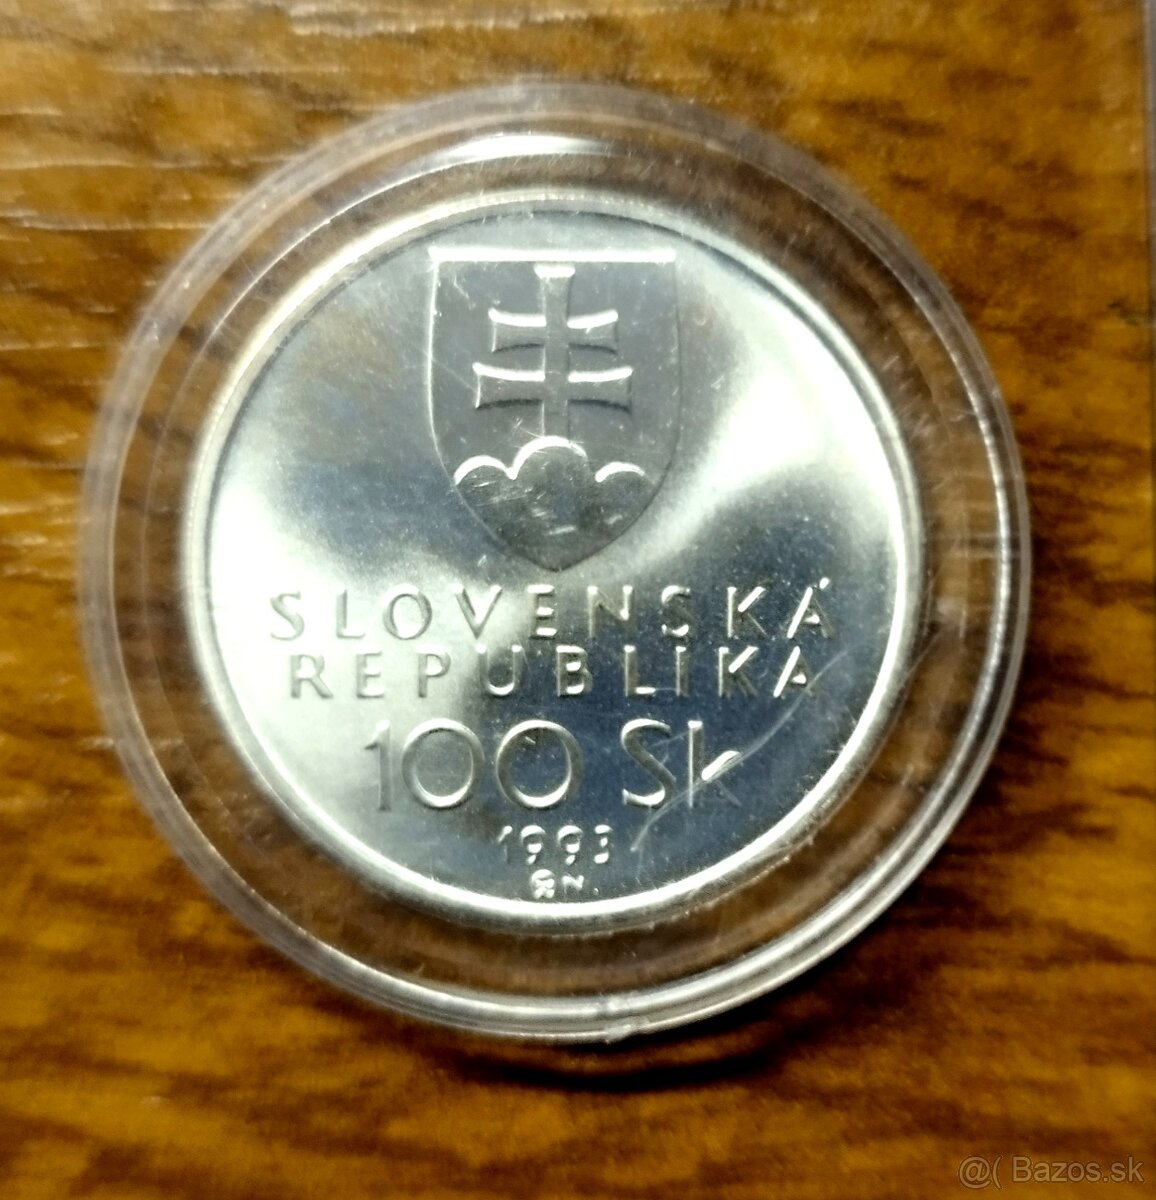 SLOVENSKÁ
REPUBLIKA
100 Sk
1993
@( Bazos.sk